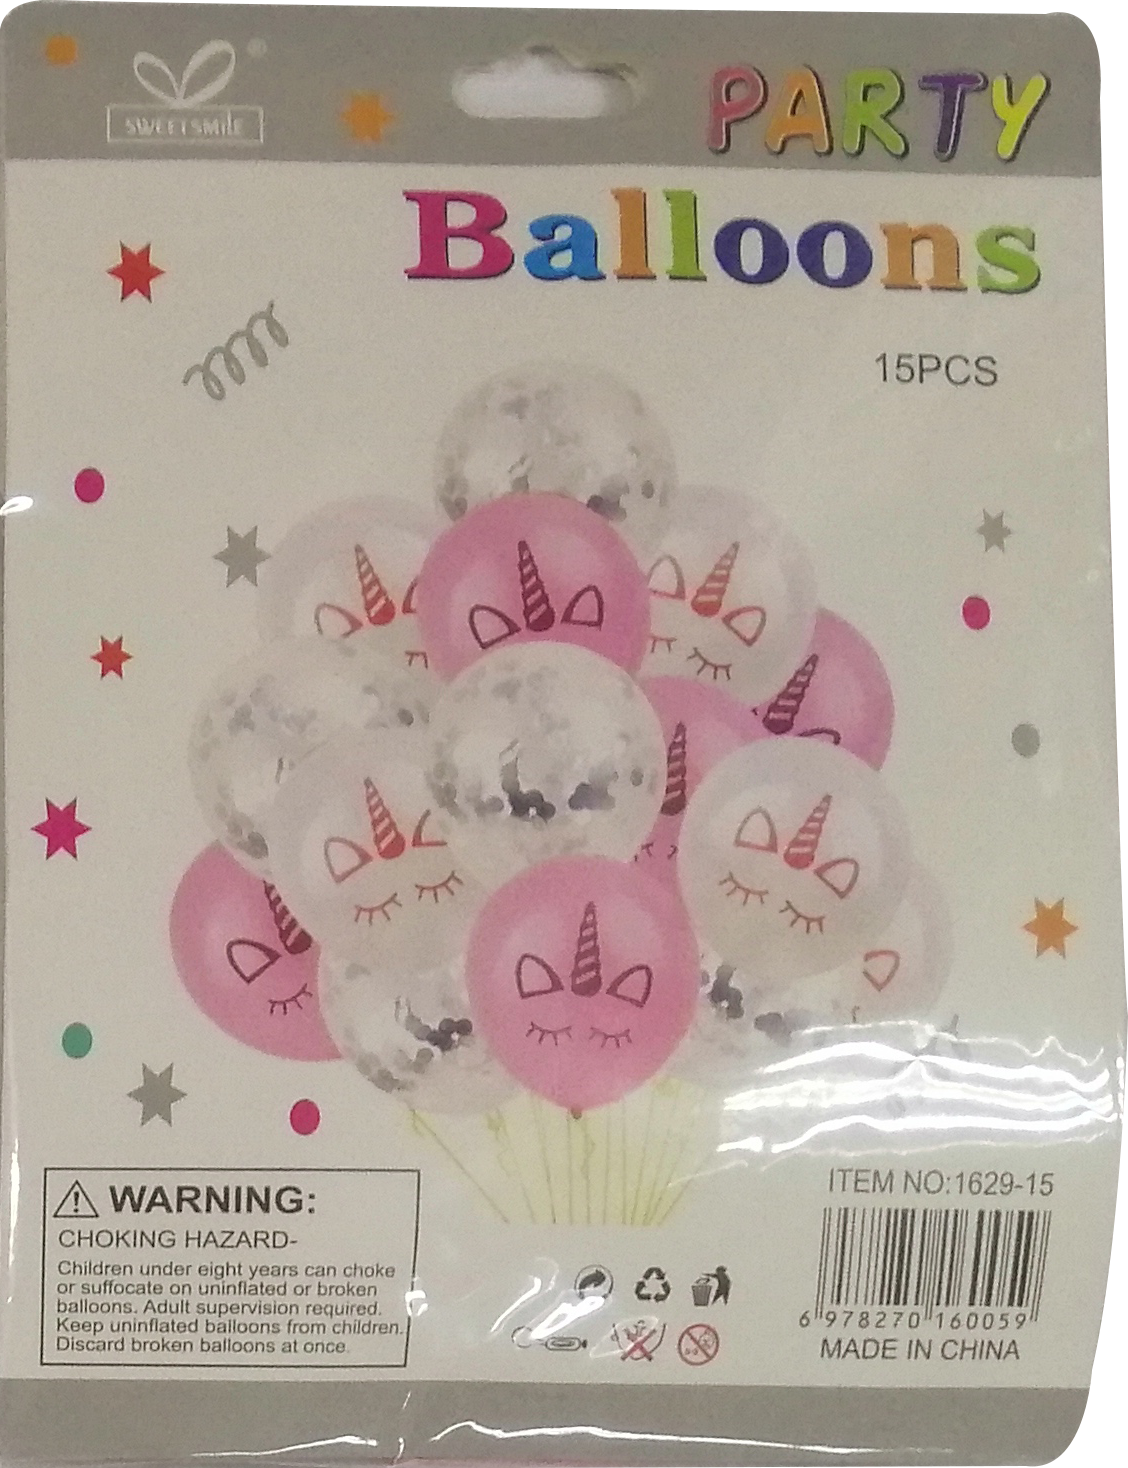 SWEETSMILE
PARTY
Balloons
15PCS
WARNING:
CHOKING HAZARD-
Children under eight years can choke
or suffocate on uninflated or broken
balloons. Adult supervision required.
Keep uninflated balloons from children.
Discard broken balloons at once.
ITEM NO:1629-15
6 978270 160059
MADE IN CHINA